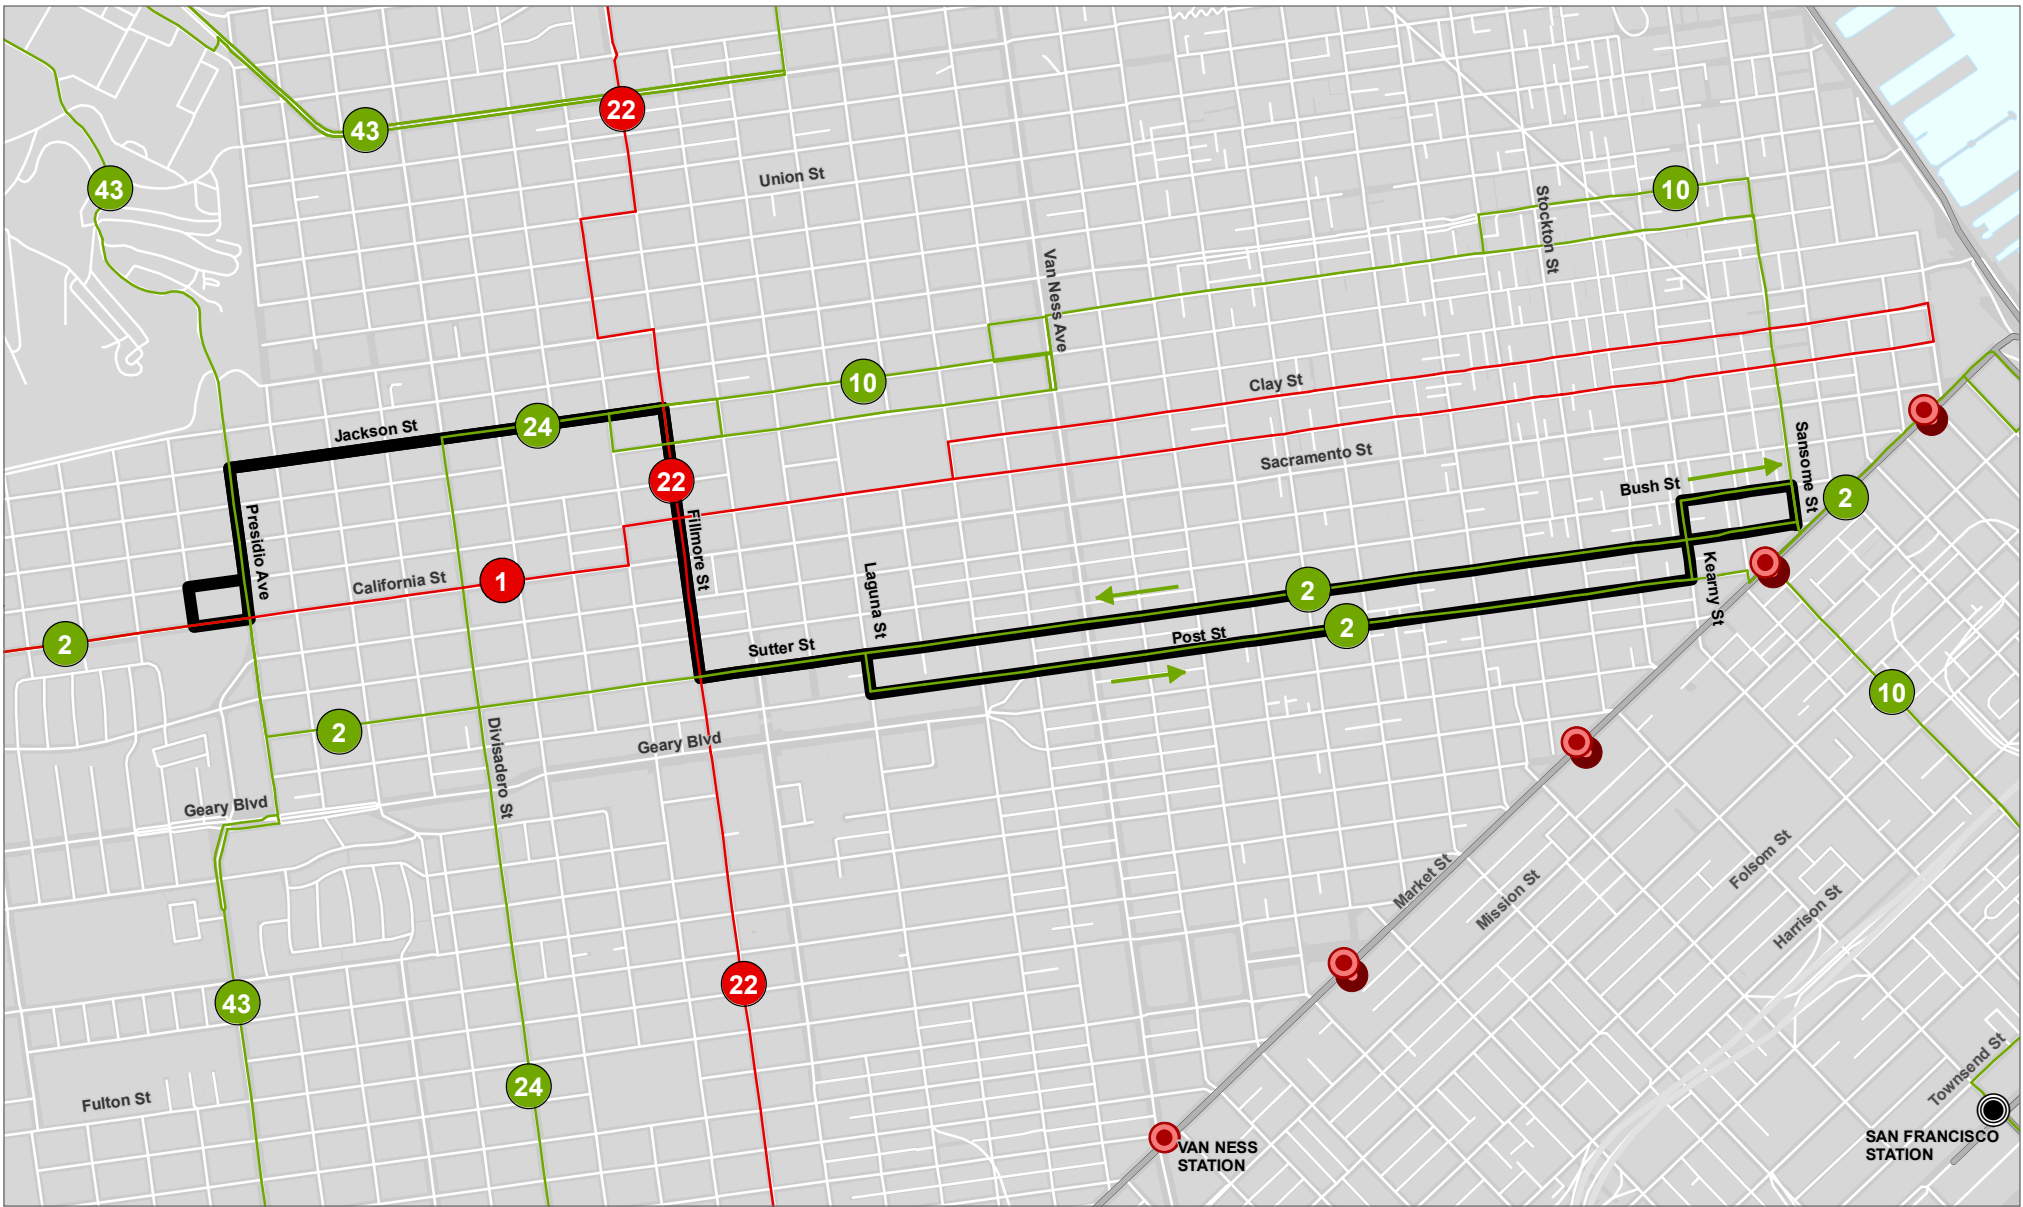 22
43
43
Union St
10
Stockton St
Van Ness Ave
10
Clay St
24
Jackson St
Sacramento St
22
Bush St
Sansome St
2
Presidio Ave
Fillmore St
California St
1
Laguna St
Kearny St
2
2
Post St
2
Sutter St
10
2
Divisadero St
Geary Blvd
Geary Blvd
Market St
Mission St
Folsom St
Harrison St
22
43
24
Fulton St
Townsend St
VAN NESS
STATION
SAN FRANCISCO
STATION